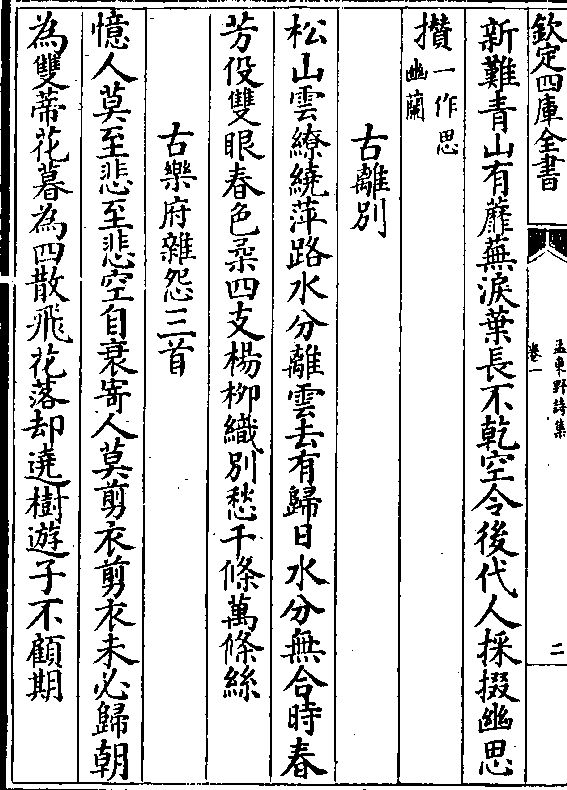 欽定四庫全書
孟東野詩集
卷一
二
新難青山有蘼蕪淚葉長不乾空令後代人採掇幽思
攅一作思
幽蘭
古離別
松山雲繚繞萍路水分離雲去有歸日水分無合時春
芳役雙眼春色柔四支楊柳織別愁千條萬條絲
古樂府雜怨三首
憶人莫至悲至悲空自衰寄人莫剪衣剪衣未必歸朝
為雙蒂花暮為四散飛花落却遶樹遊子不顧期